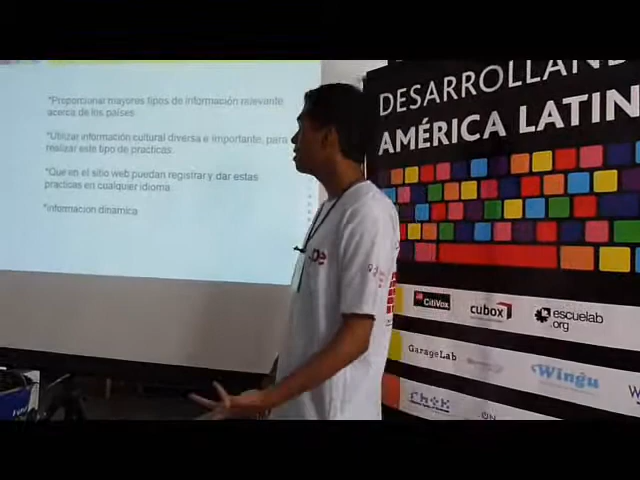 *Proporcionar mayores tipos de información relevante
acerca de los paises
*Utilizar información cultural diversa e importante, para
realizar este tipo de practicas.
*Que en el sitio web puedan registrar y dar estas
practicas en cualquier idioma
*información dinamica
DESARROLLAND
AMÉRICA LATIN
CitiVox
cubox
escuelab
.org
GarageLab
Wingu